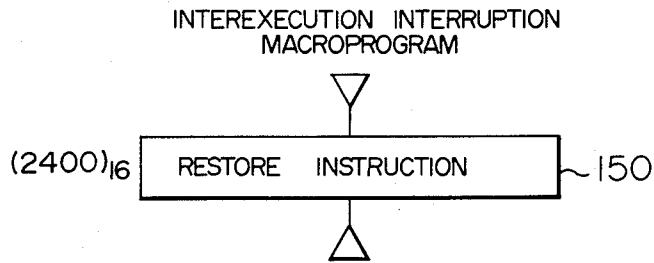 INTEREXECUTION INTERRUPTION
MACROPROGRAM
(2400)16 RESTORE INSTRUCTION 150